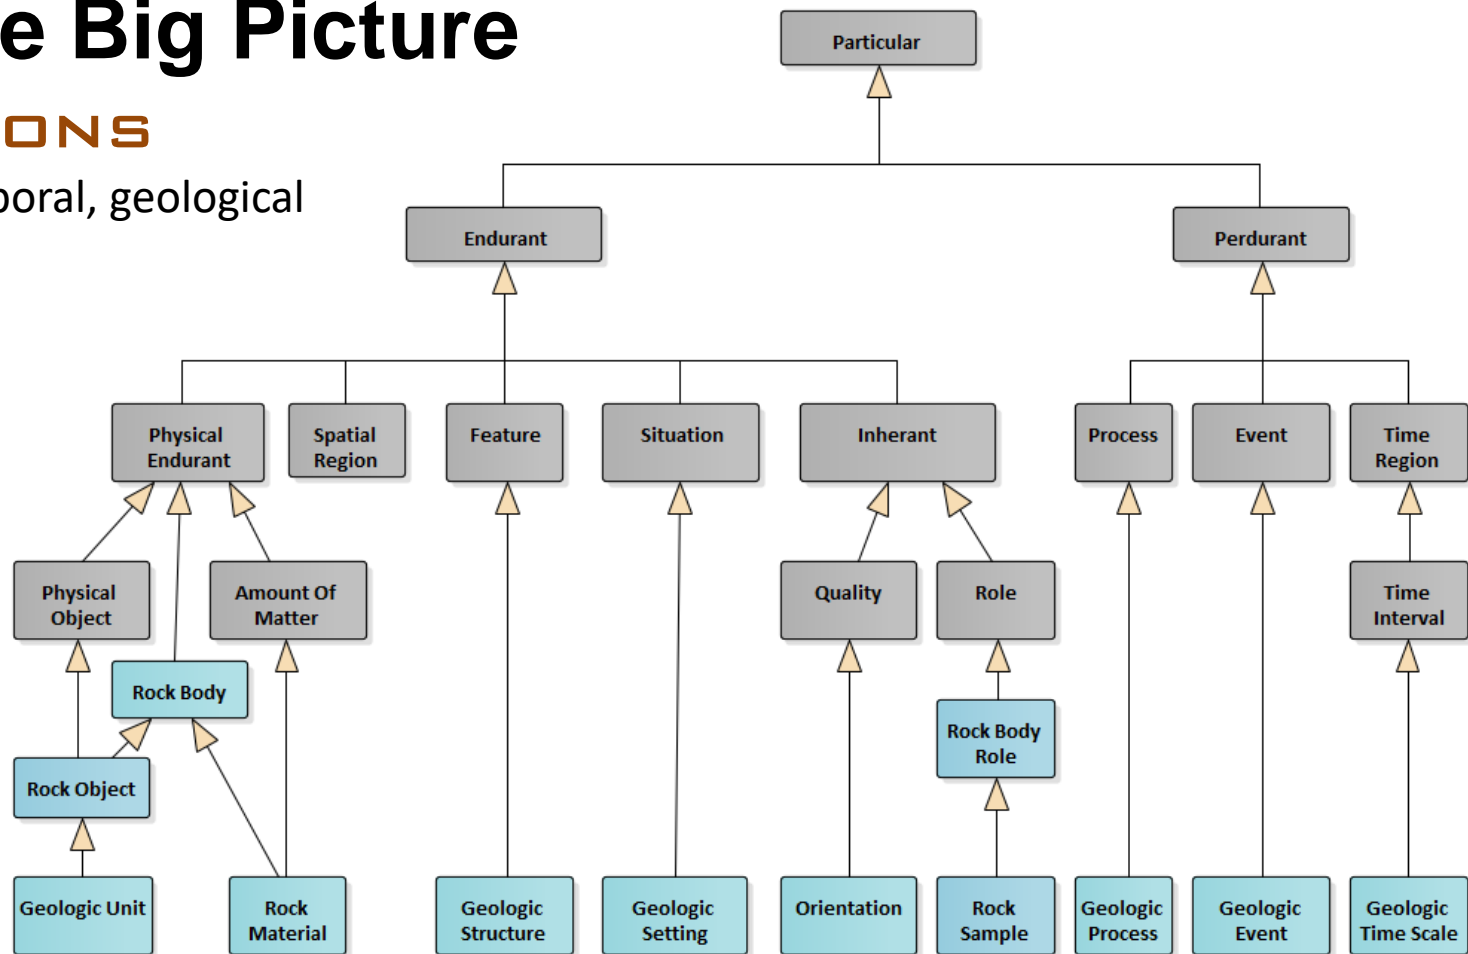 e Big Picture
ONS
poral, geological
Particular
Endurant
Perdurant
Physical
Endurant
Spatial
Region
Feature
Situation
Inherant
Process
Event
Time
Region
Physical
Object
Amount Of
Matter
Quality
Role
Time
Interval
Rock Body
Rock Body
Role
Rock Object
Geologic Unit
Rock
Material
Geologic
Structure
Geologic
Setting
Orientation
Rock
Sample
Geologic
Process
Geologic
Event
Geologic
Time Scale